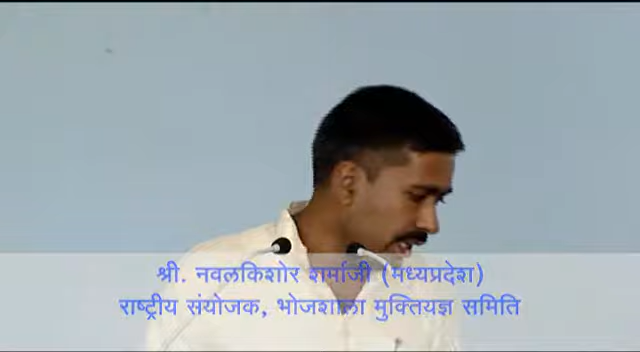 श्री. नवलकिशोर शर्माजी (मध्यप्रदेश)
राष्ट्रीय संयोजक, भोजशाला मुक्तियज्ञ समिति